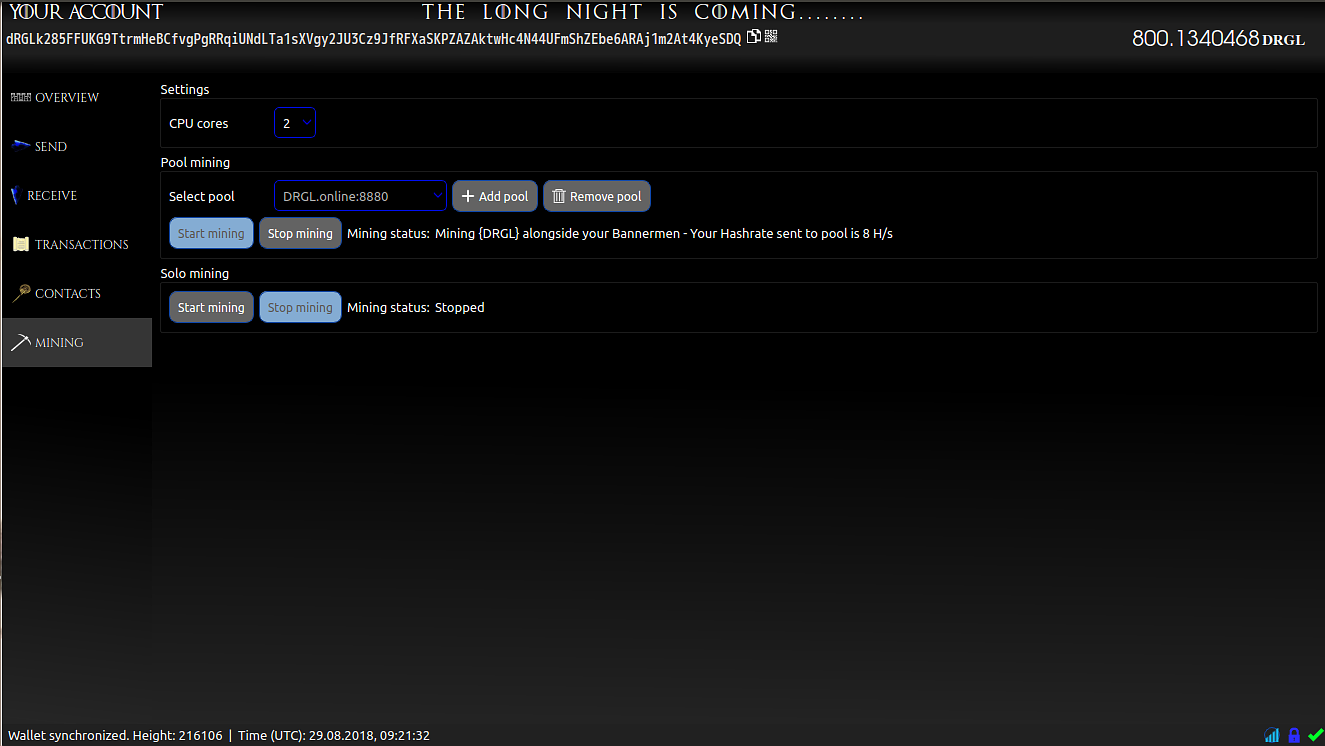 YOUR ACCOUNT
THE LONG NIGHT IS COMING........
dRGLk285FFUKG9TtrmHeBCfvgPgRRqiUNdLTa1sXVgy2JU3Cz9JfRFXaSKPZAZAktwHc4N44UFmShZEbe6ARAj1m2At4KyeSDQ
800.1340468 DRGL
OVERVIEW
SEND
RECEIVE
TRANSACTIONS
CONTACTS
MINING
Settings
CPU cores 2
Pool mining
Select pool DRGL.online:8880 Add pool Remove pool
Start mining Stop mining Mining status: Mining {DRGL} alongside your Bannermen - Your Hashrate sent to pool is 8 H/s
Solo mining
Start mining Stop mining Mining status: Stopped
Wallet synchronized. Height: 216106 | Time (UTC): 29.08.2018, 09:21:32